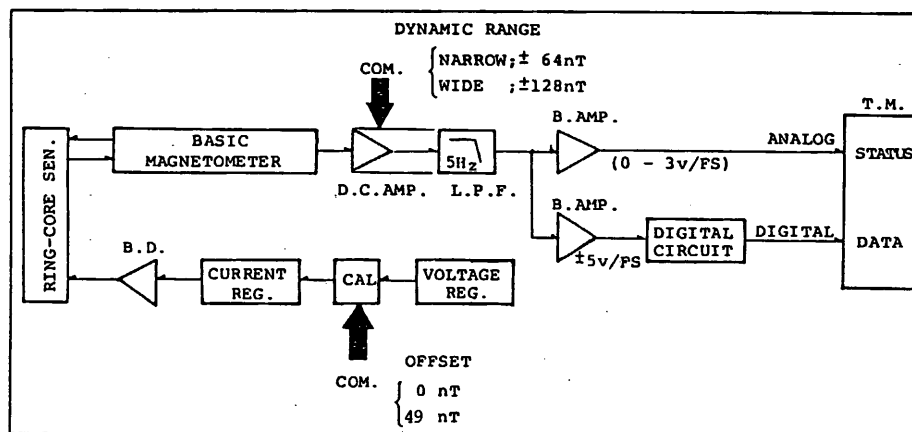 DYNAMIC RANGE
NARROW;± 64nT
WIDE ;±128nT
COM.
T.M.
RING-CORE SEN.
BASIC
MAGNETOMETER
D.C.AMP.
5Hz
L.P.F.
B.AMP.
(0 - 3v/FS)
ANALOG
STATUS
B.AMP.
±5v/FS
DIGITAL
CIRCUIT
DIGITAL
DATA
B.D.
CURRENT
REG.
CAL
VOLTAGE
REG.
COM.
OFFSET
0 nT
49 nT